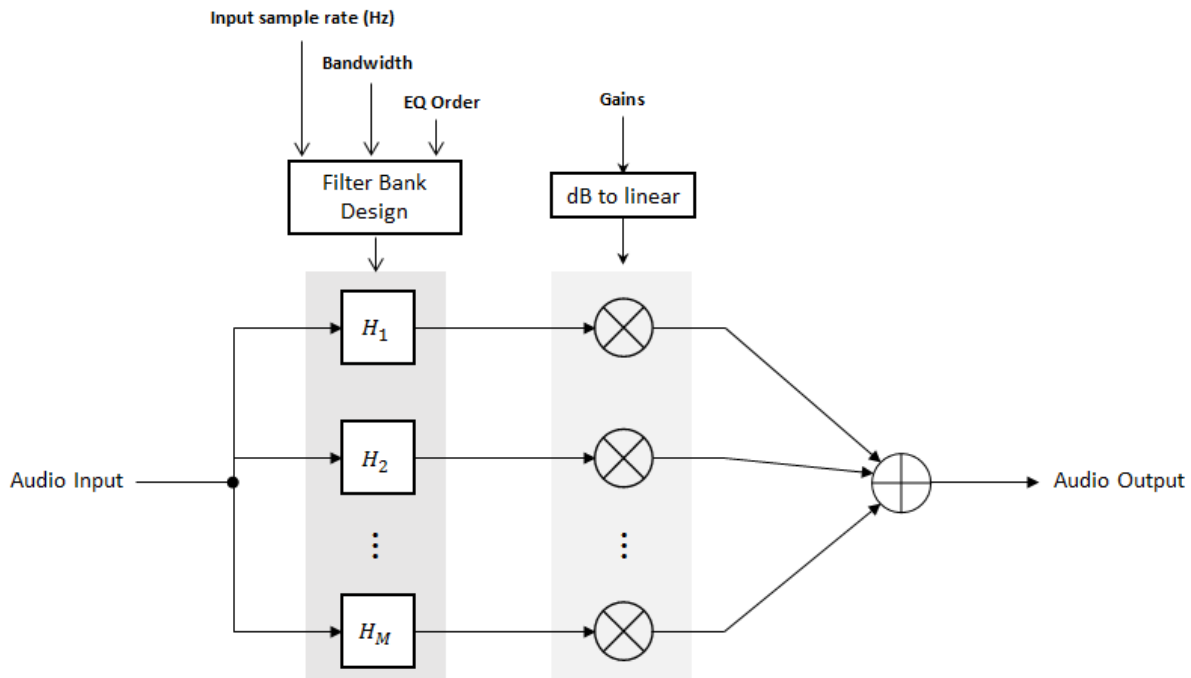 Input sample rate (Hz)
Bandwidth
EQ Order
Gains
Filter Bank
Design
dB to linear
H₁
H₂
⋮
⋮
H_M
Audio Input
Audio Output